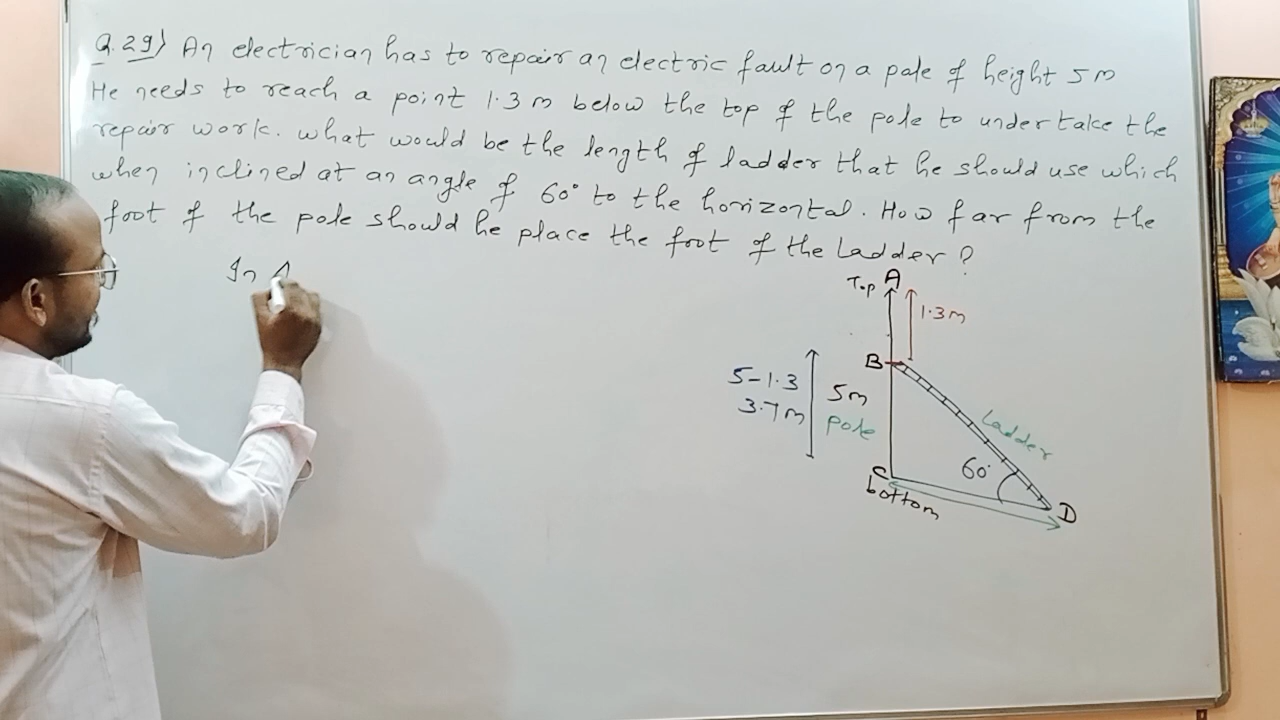 Q.29) An electrician has to repair an electric fault on a pole of height 5m
He needs to reach a point 1.3m below the top of the pole to undertake the
repair work. what would be the length of ladder that he should use which
when inclined at an angle of 60° to the horizontal. How far from the
foot of the pole should he place the foot of the Ladder?
In Δ
Top A
1.3m
B
5-1.3
3.7m
5m
pole
Ladder
60°
C
bottom
D